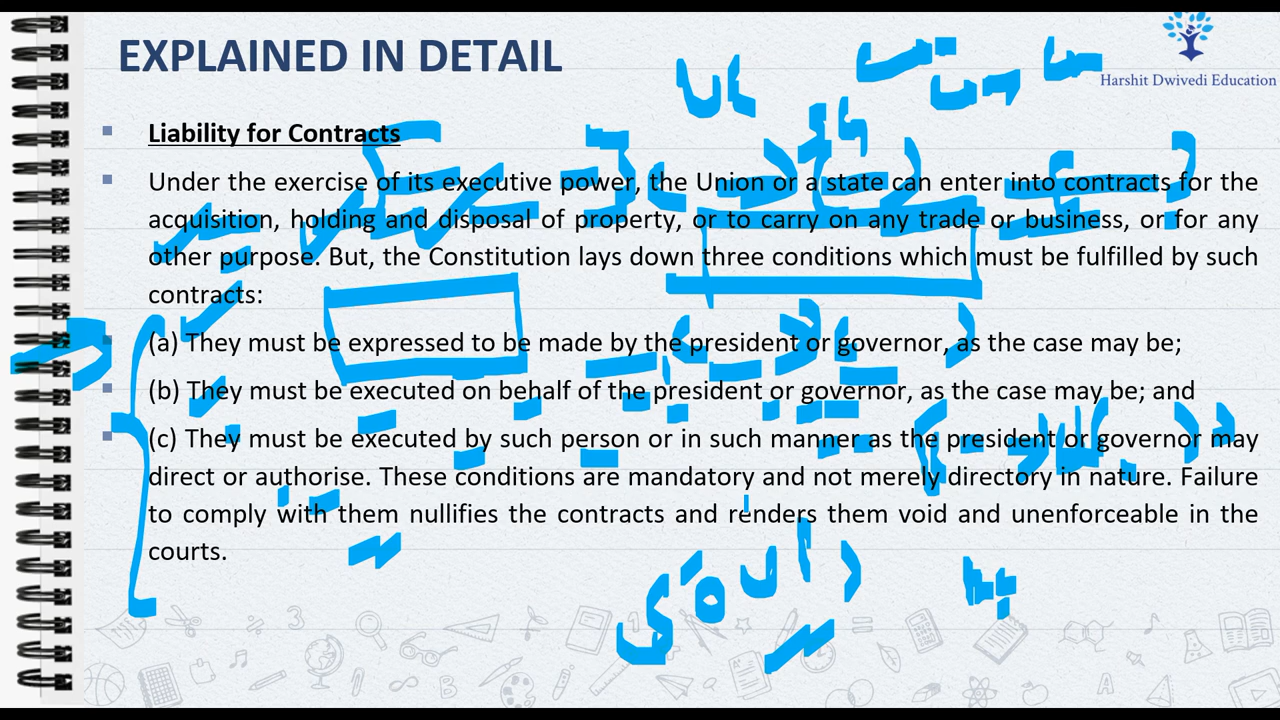 EXPLAINED IN DETAIL
Harshit Dwivedi Education
Liability for Contracts
Under the exercise of its executive power, the Union or a state can enter into contracts for the
acquisition, holding and disposal of property, or to carry on any trade or business, or for any
other purpose. But, the Constitution lays down three conditions which must be fulfilled by such
contracts:
(a) They must be expressed to be made by the president or governor, as the case may be;
(b) They must be executed on behalf of the president or governor, as the case may be; and
(c) They must be executed by such person or in such manner as the president or governor may
direct or authorise. These conditions are mandatory and not merely directory in nature. Failure
to comply with them nullifies the contracts and renders them void and unenforceable in the
courts.